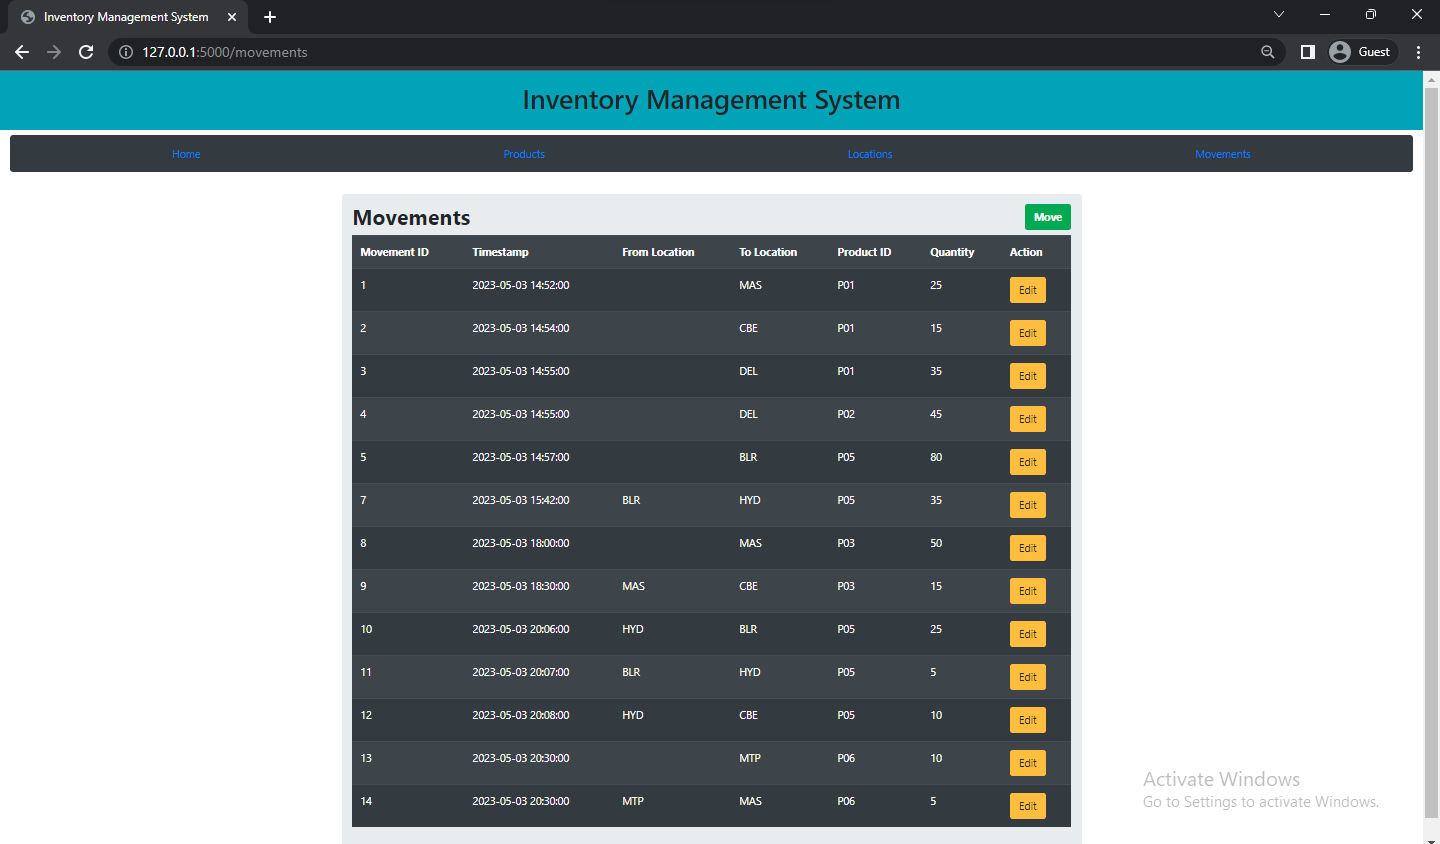 Inventory Management System
127.0.0.1:5000/movements
Guest
Inventory Management System
Home Products Locations Movements
Movements Move
Movement ID Timestamp From Location To Location Product ID Quantity Action
1 2023-05-03 14:52:00 MAS P01 25 Edit
2 2023-05-03 14:54:00 CBE P01 15 Edit
3 2023-05-03 14:55:00 DEL P01 35 Edit
4 2023-05-03 14:55:00 DEL P02 45 Edit
5 2023-05-03 14:57:00 BLR P05 80 Edit
7 2023-05-03 15:42:00 BLR HYD P05 35 Edit
8 2023-05-03 18:00:00 MAS P03 50 Edit
9 2023-05-03 18:30:00 MAS CBE P03 15 Edit
10 2023-05-03 20:06:00 HYD BLR P05 25 Edit
11 2023-05-03 20:07:00 BLR HYD P05 5 Edit
12 2023-05-03 20:08:00 HYD CBE P05 10 Edit
13 2023-05-03 20:30:00 MTP P06 10 Edit
14 2023-05-03 20:30:00 MTP MAS P06 5 Edit
Activate Windows
Go to Settings to activate Windows.